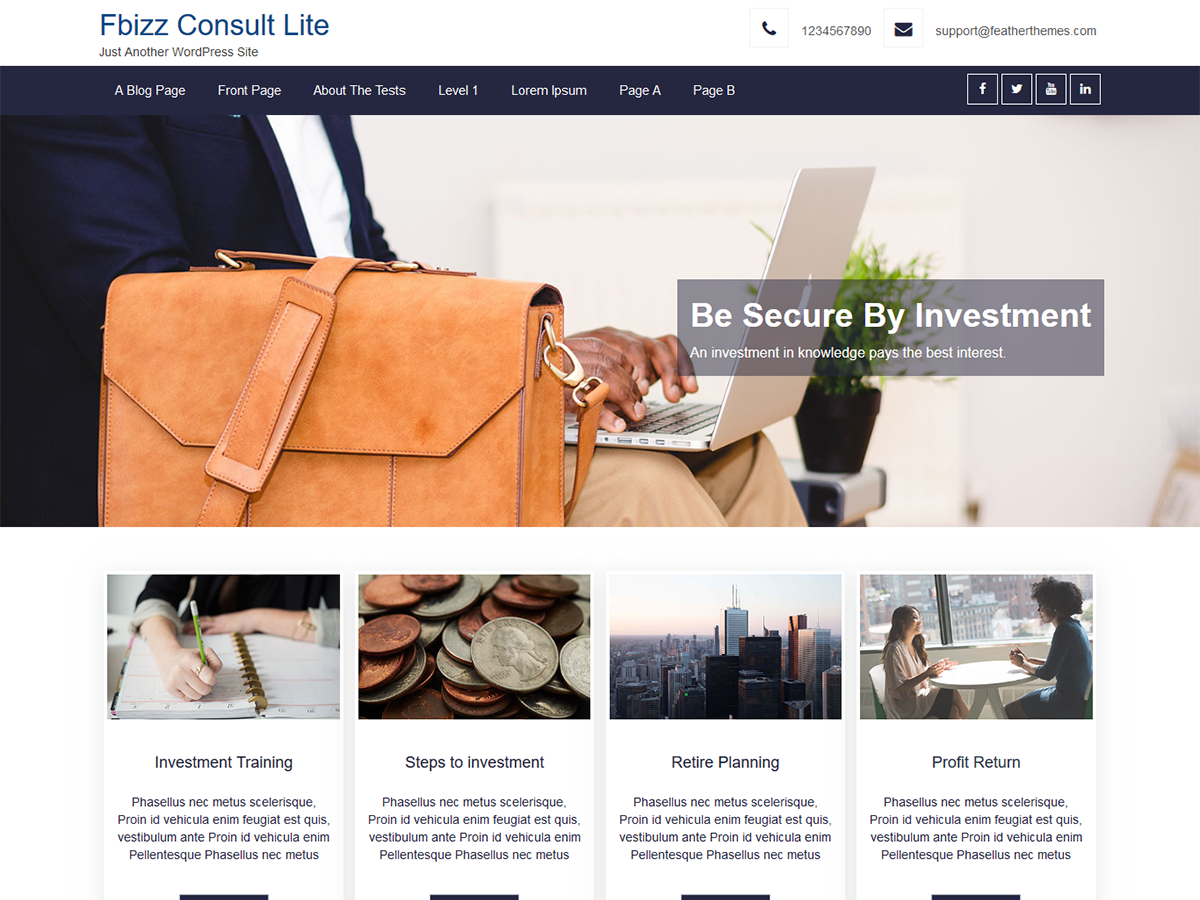 Fbizz Consult Lite
Just Another WordPress Site
1234567890
support@featherthemes.com
A Blog Page
Front Page
About The Tests
Level 1
Lorem Ipsum
Page A
Page B
Be Secure By Investment
An investment in knowledge pays the best interest.
Investment Training
Phasellus nec metus scelerisque,
Proin id vehicula enim feugiat est quis,
vestibulum ante Proin id vehicula enim
Pellentesque Phasellus nec metus
Steps to investment
Phasellus nec metus scelerisque,
Proin id vehicula enim feugiat est quis,
vestibulum ante Proin id vehicula enim
Pellentesque Phasellus nec metus
Retire Planning
Phasellus nec metus scelerisque,
Proin id vehicula enim feugiat est quis,
vestibulum ante Proin id vehicula enim
Pellentesque Phasellus nec metus
Profit Return
Phasellus nec metus scelerisque,
Proin id vehicula enim feugiat est quis,
vestibulum ante Proin id vehicula enim
Pellentesque Phasellus nec metus